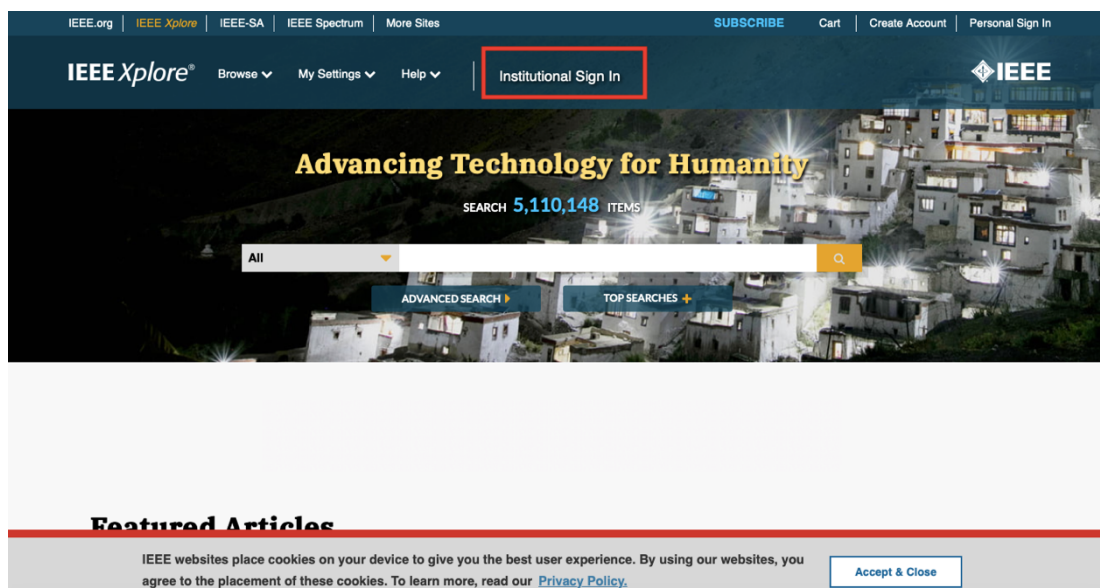 IEEE.org IEEE Xplore IEEE-SA IEEE Spectrum More Sites SUBSCRIBE Cart Create Account Personal Sign In
IEEE Xplore® Browse My Settings Help Institutional Sign In IEEE
Advancing Technology for Humanity
SEARCH 5,110,148 ITEMS
All
ADVANCED SEARCH TOP SEARCHES
Featured Articles
IEEE websites place cookies on your device to give you the best user experience. By using our websites, you
agree to the placement of these cookies. To learn more, read our Privacy Policy.
Accept & Close